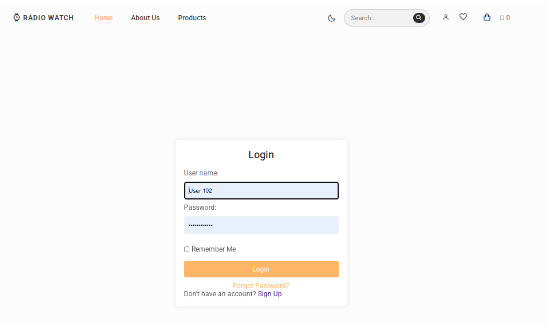 RADIO WATCH Home About Us Products Search... 0
Login
User name:
User 102
Password:
••••••••••••
Remember Me
Login
Forgot Password?
Don't have an account? Sign Up